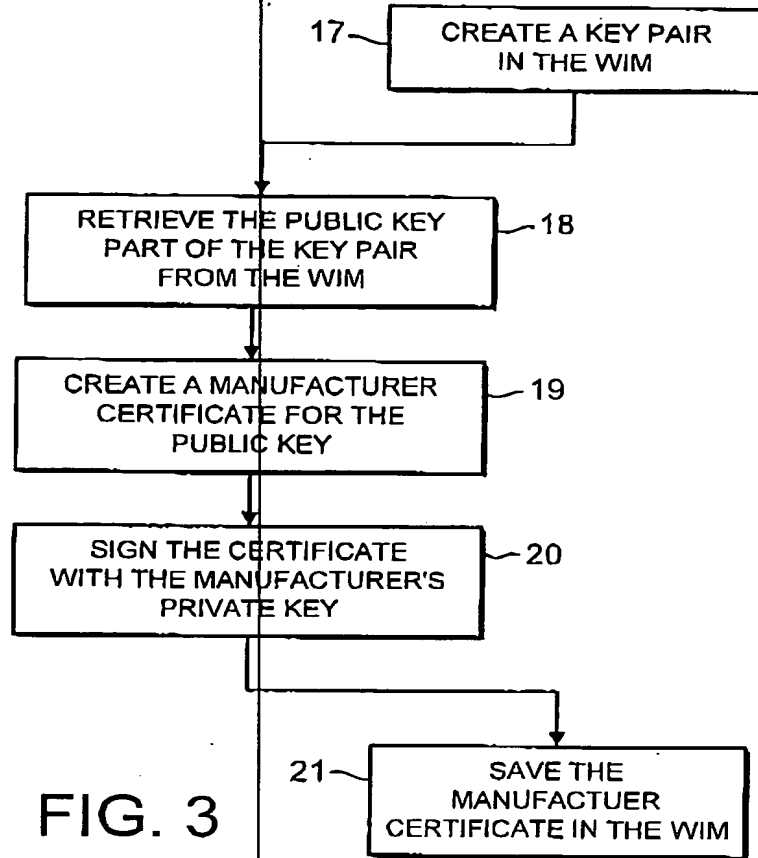 17
CREATE A KEY PAIR
IN THE WIM
RETRIEVE THE PUBLIC KEY
PART OF THE KEY PAIR
FROM THE WIM
18
CREATE A MANUFACTURER
CERTIFICATE FOR THE
PUBLIC KEY
19
SIGN THE CERTIFICATE
WITH THE MANUFACTURER'S
PRIVATE KEY
20
21
SAVE THE
MANUFACTUER
CERTIFICATE IN THE WIM
FIG. 3